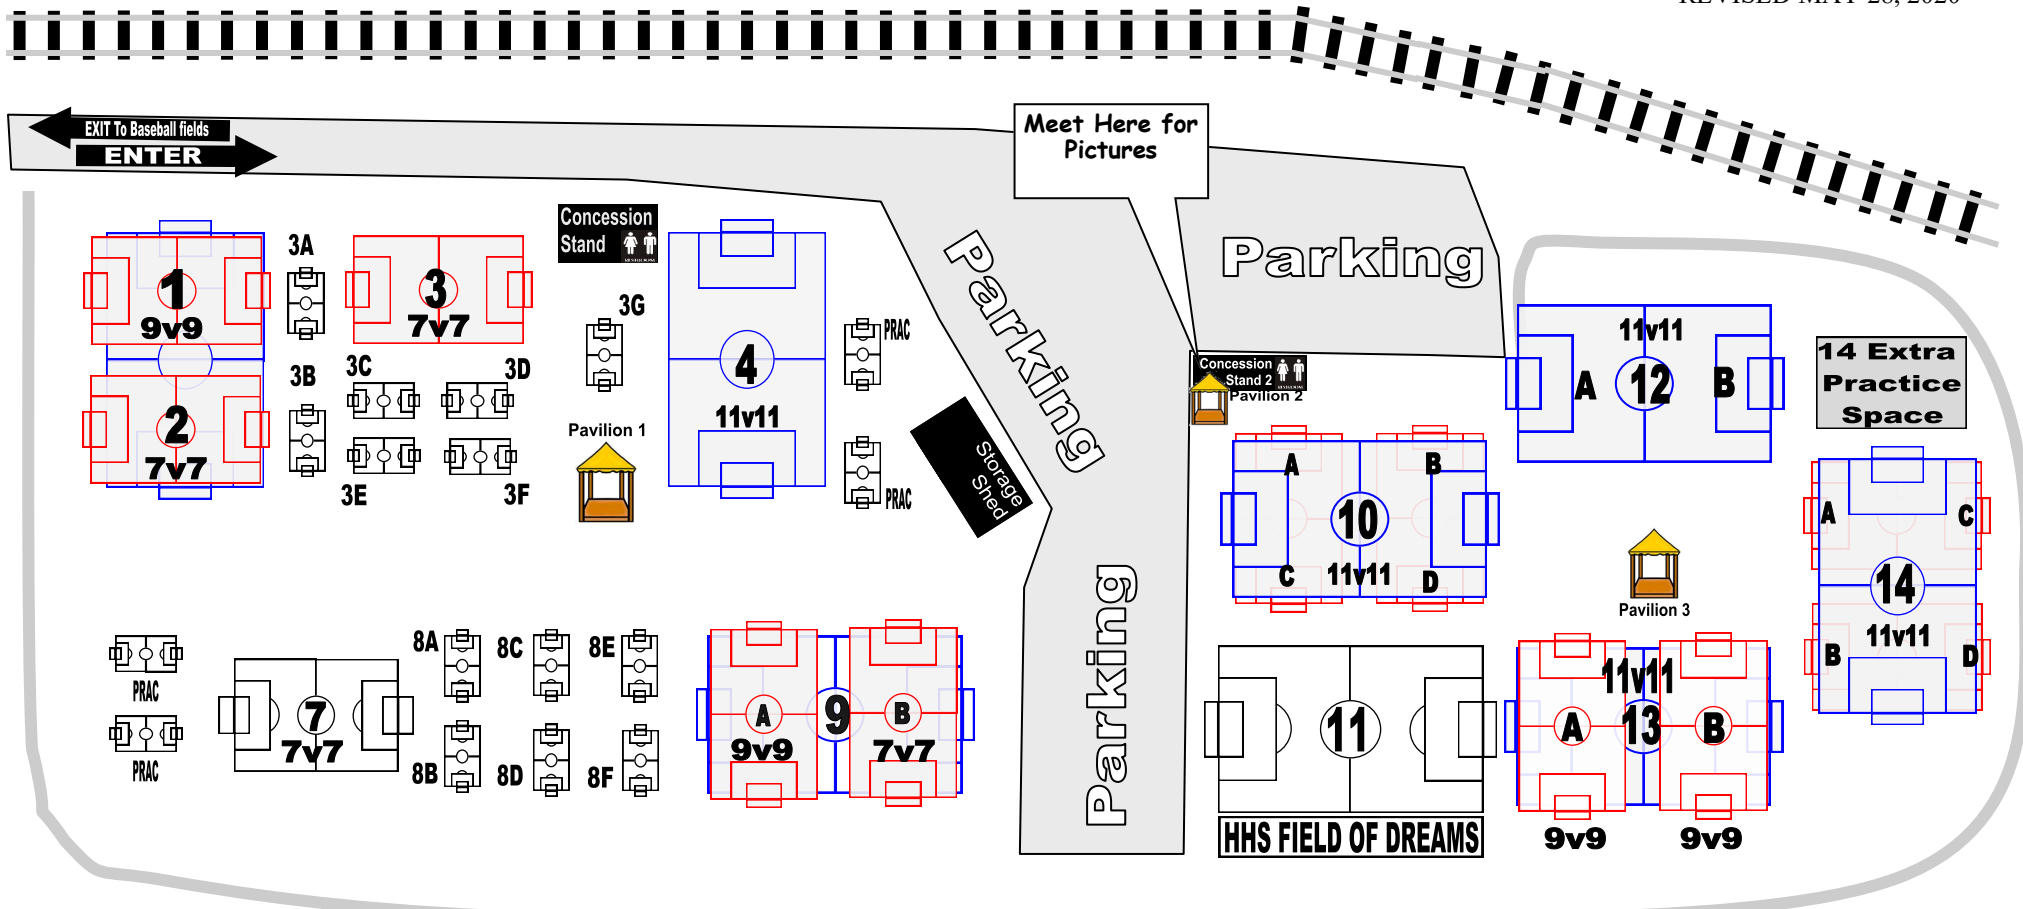 REVISED MAY 28, 2020
EXIT To Baseball fields
ENTER
Meet Here for
Pictures
Parking
Parking
Parking
Concession
Stand
RESTROOMS
1
9v9
2
7v7
3A
3B
3
7v7
3C
3D
3E
3F
3G
Pavilion 1
4
11v11
PRAC
PRAC
Storage
Shed
Concession
Stand 2
Pavilion 2
A
B
10
C
11v11
D
11v11
A
12
B
14 Extra
Practice
Space
A
C
14
11v11
B
D
Pavilion 3
PRAC
PRAC
7
7v7
8A
8C
8E
8B
8D
8F
A
9
B
9v9
7v7
11
HHS FIELD OF DREAMS
11v11
A
13
B
9v9
9v9